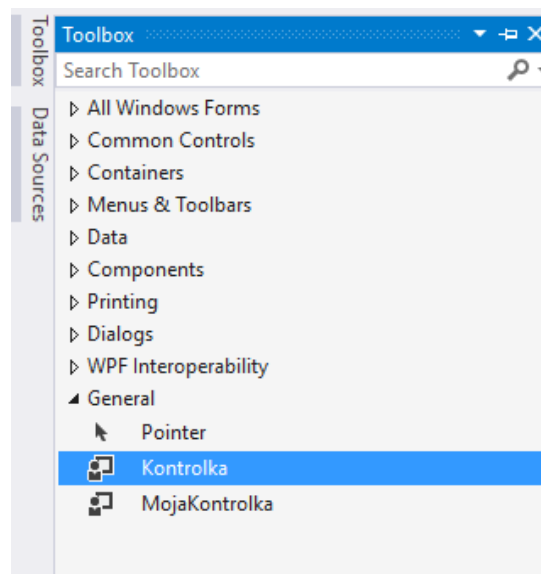 Toolbox
Data Sources
Toolbox
Search Toolbox
All Windows Forms
Common Controls
Containers
Menus & Toolbars
Data
Components
Printing
Dialogs
WPF Interoperability
General
Pointer
Kontrolka
MojaKontrolka